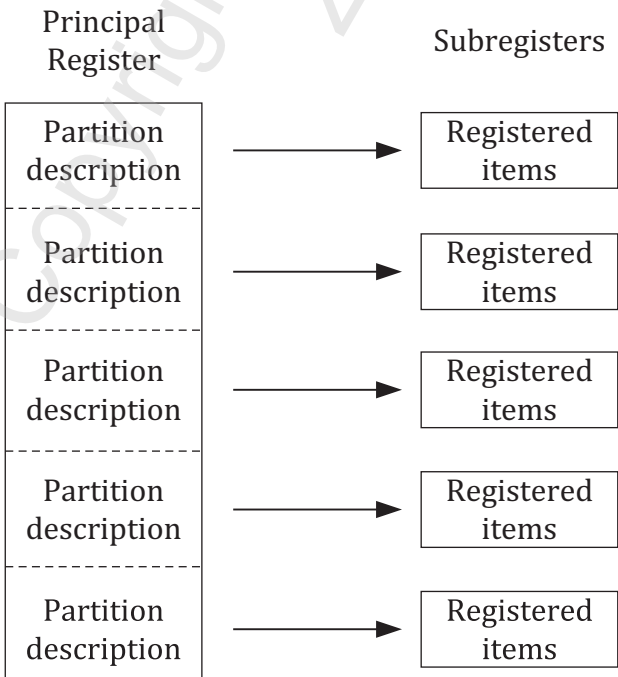 Principal
Register
Subregisters
Partition
description
Registered
items
Partition
description
Registered
items
Partition
description
Registered
items
Partition
description
Registered
items
Partition
description
Registered
items